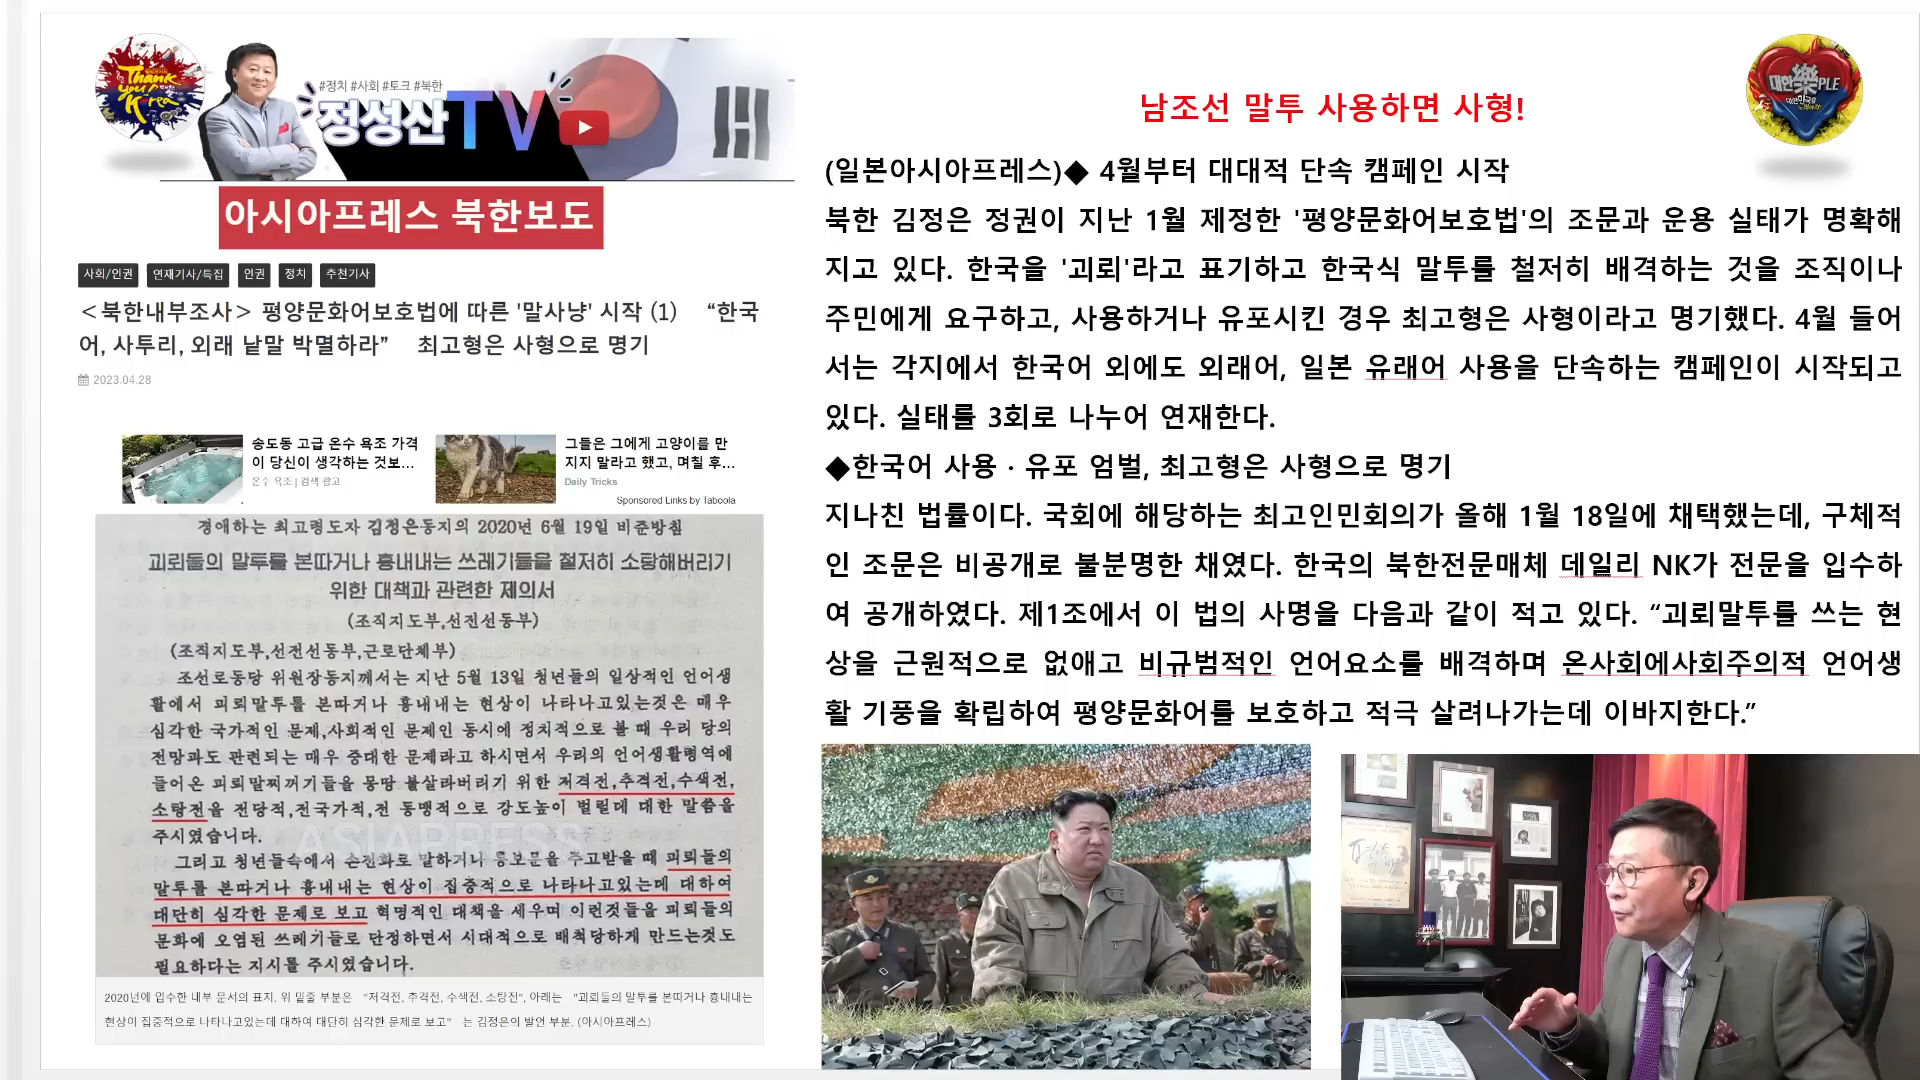 Thank
you
Korea
#정치 #사회 #토크 #북한
정성산TV
아시아프레스 북한보도
사회/인권 연재기사/특집 인권 정치 추천기사
<북한내부조사> 평양문화어보호법에 따른 '말사냥' 시작 (1) “한국
어, 사투리, 외래 낱말 박멸하라” 최고형은 사형으로 명기
2023.04.28
송도동 고급 온수 욕조 가격
이 당신이 생각하는 것보...
온수 욕조 | 검색 광고
그들은 그에게 고양이를 만
지지 말라고 했고, 며칠 후...
Daily Tricks
Sponsored Links by Taboola
경애하는 최고령도자 김정은동지의 2020년 6월 19일 비준방침
괴뢰들의 말투를 본따거나 흉내내는 쓰레기들을 철저히 소탕해버리기
위한 대책과 관련한 제의서
(조직지도부,선전선동부)
(조직지도부,선전선동부,근로단체부)
조선로동당 위원장동지께서는 지난 5월 13일 청년들의 일상적인 언어생
활에서 괴뢰말투를 본따거나 흉내내는 현상이 나타나고있는것은 매우
심각한 국가적인 문제,사회적인 문제인 동시에 정치적으로 볼 때 우리 당의
전망과도 관련되는 매우 중대한 문제라고 하시면서 우리의 언어생활령역에
들어온 괴뢰말찌꺼기들을 몽땅 불살라버리기 위한 저격전,추격전,수색전,
소탕전을 전당적,전국가적,전 동맹적으로 강도높이 벌릴데 대한 말씀을
주시였습니다.
그리고 청년들속에서 손전화로 말하거나 통보문을 주고받을 때 괴뢰들의
말투를 본따거나 흉내내는 현상이 집중적으로 나타나고있는데 대하여
대단히 심각한 문제로 보고 혁명적인 대책을 세우며 이런것들을 괴뢰들의
문화에 오염된 쓰레기들로 단정하면서 시대적으로 배척당하게 만드는것도
필요하다는 지시를 주시였습니다.
ASIAPRESS
2020년에 입수한 내부 문서의 표지. 위 밑줄 부분은 "저격전, 추격전, 수색전, 소탕전", 아래는 "괴뢰들의 말투를 본따거나 흉내내는
현상이 집중적으로 나타나고있는데 대하여 대단히 심각한 문제로 보고" 는 김정은의 발언 부분. (아시아프레스)
대한樂PLE
남조선 말투 사용하면 사형!
(일본아시아프레스)◆ 4월부터 대대적 단속 캠페인 시작
북한 김정은 정권이 지난 1월 제정한 '평양문화어보호법'의 조문과 운용 실태가 명확해
지고 있다. 한국을 '괴뢰'라고 표기하고 한국식 말투를 철저히 배격하는 것을 조직이나
주민에게 요구하고, 사용하거나 유포시킨 경우 최고형은 사형이라고 명기했다. 4월 들어
서는 각지에서 한국어 외에도 외래어, 일본 유래어 사용을 단속하는 캠페인이 시작되고
있다. 실태를 3회로 나누어 연재한다.
◆한국어 사용 · 유포 엄벌, 최고형은 사형으로 명기
지나친 법률이다. 국회에 해당하는 최고인민회의가 올해 1월 18일에 채택했는데, 구체적
인 조문은 비공개로 불분명한 채였다. 한국의 북한전문매체 데일리 NK가 전문을 입수하
여 공개하였다. 제1조에서 이 법의 사명을 다음과 같이 적고 있다. “괴뢰말투를 쓰는 현
상을 근원적으로 없애고 비규범적인 언어요소를 배격하며 온사회에사회주의적 언어생
활 기풍을 확립하여 평양문화어를 보호하고 적극 살려나가는데 이바지한다.”